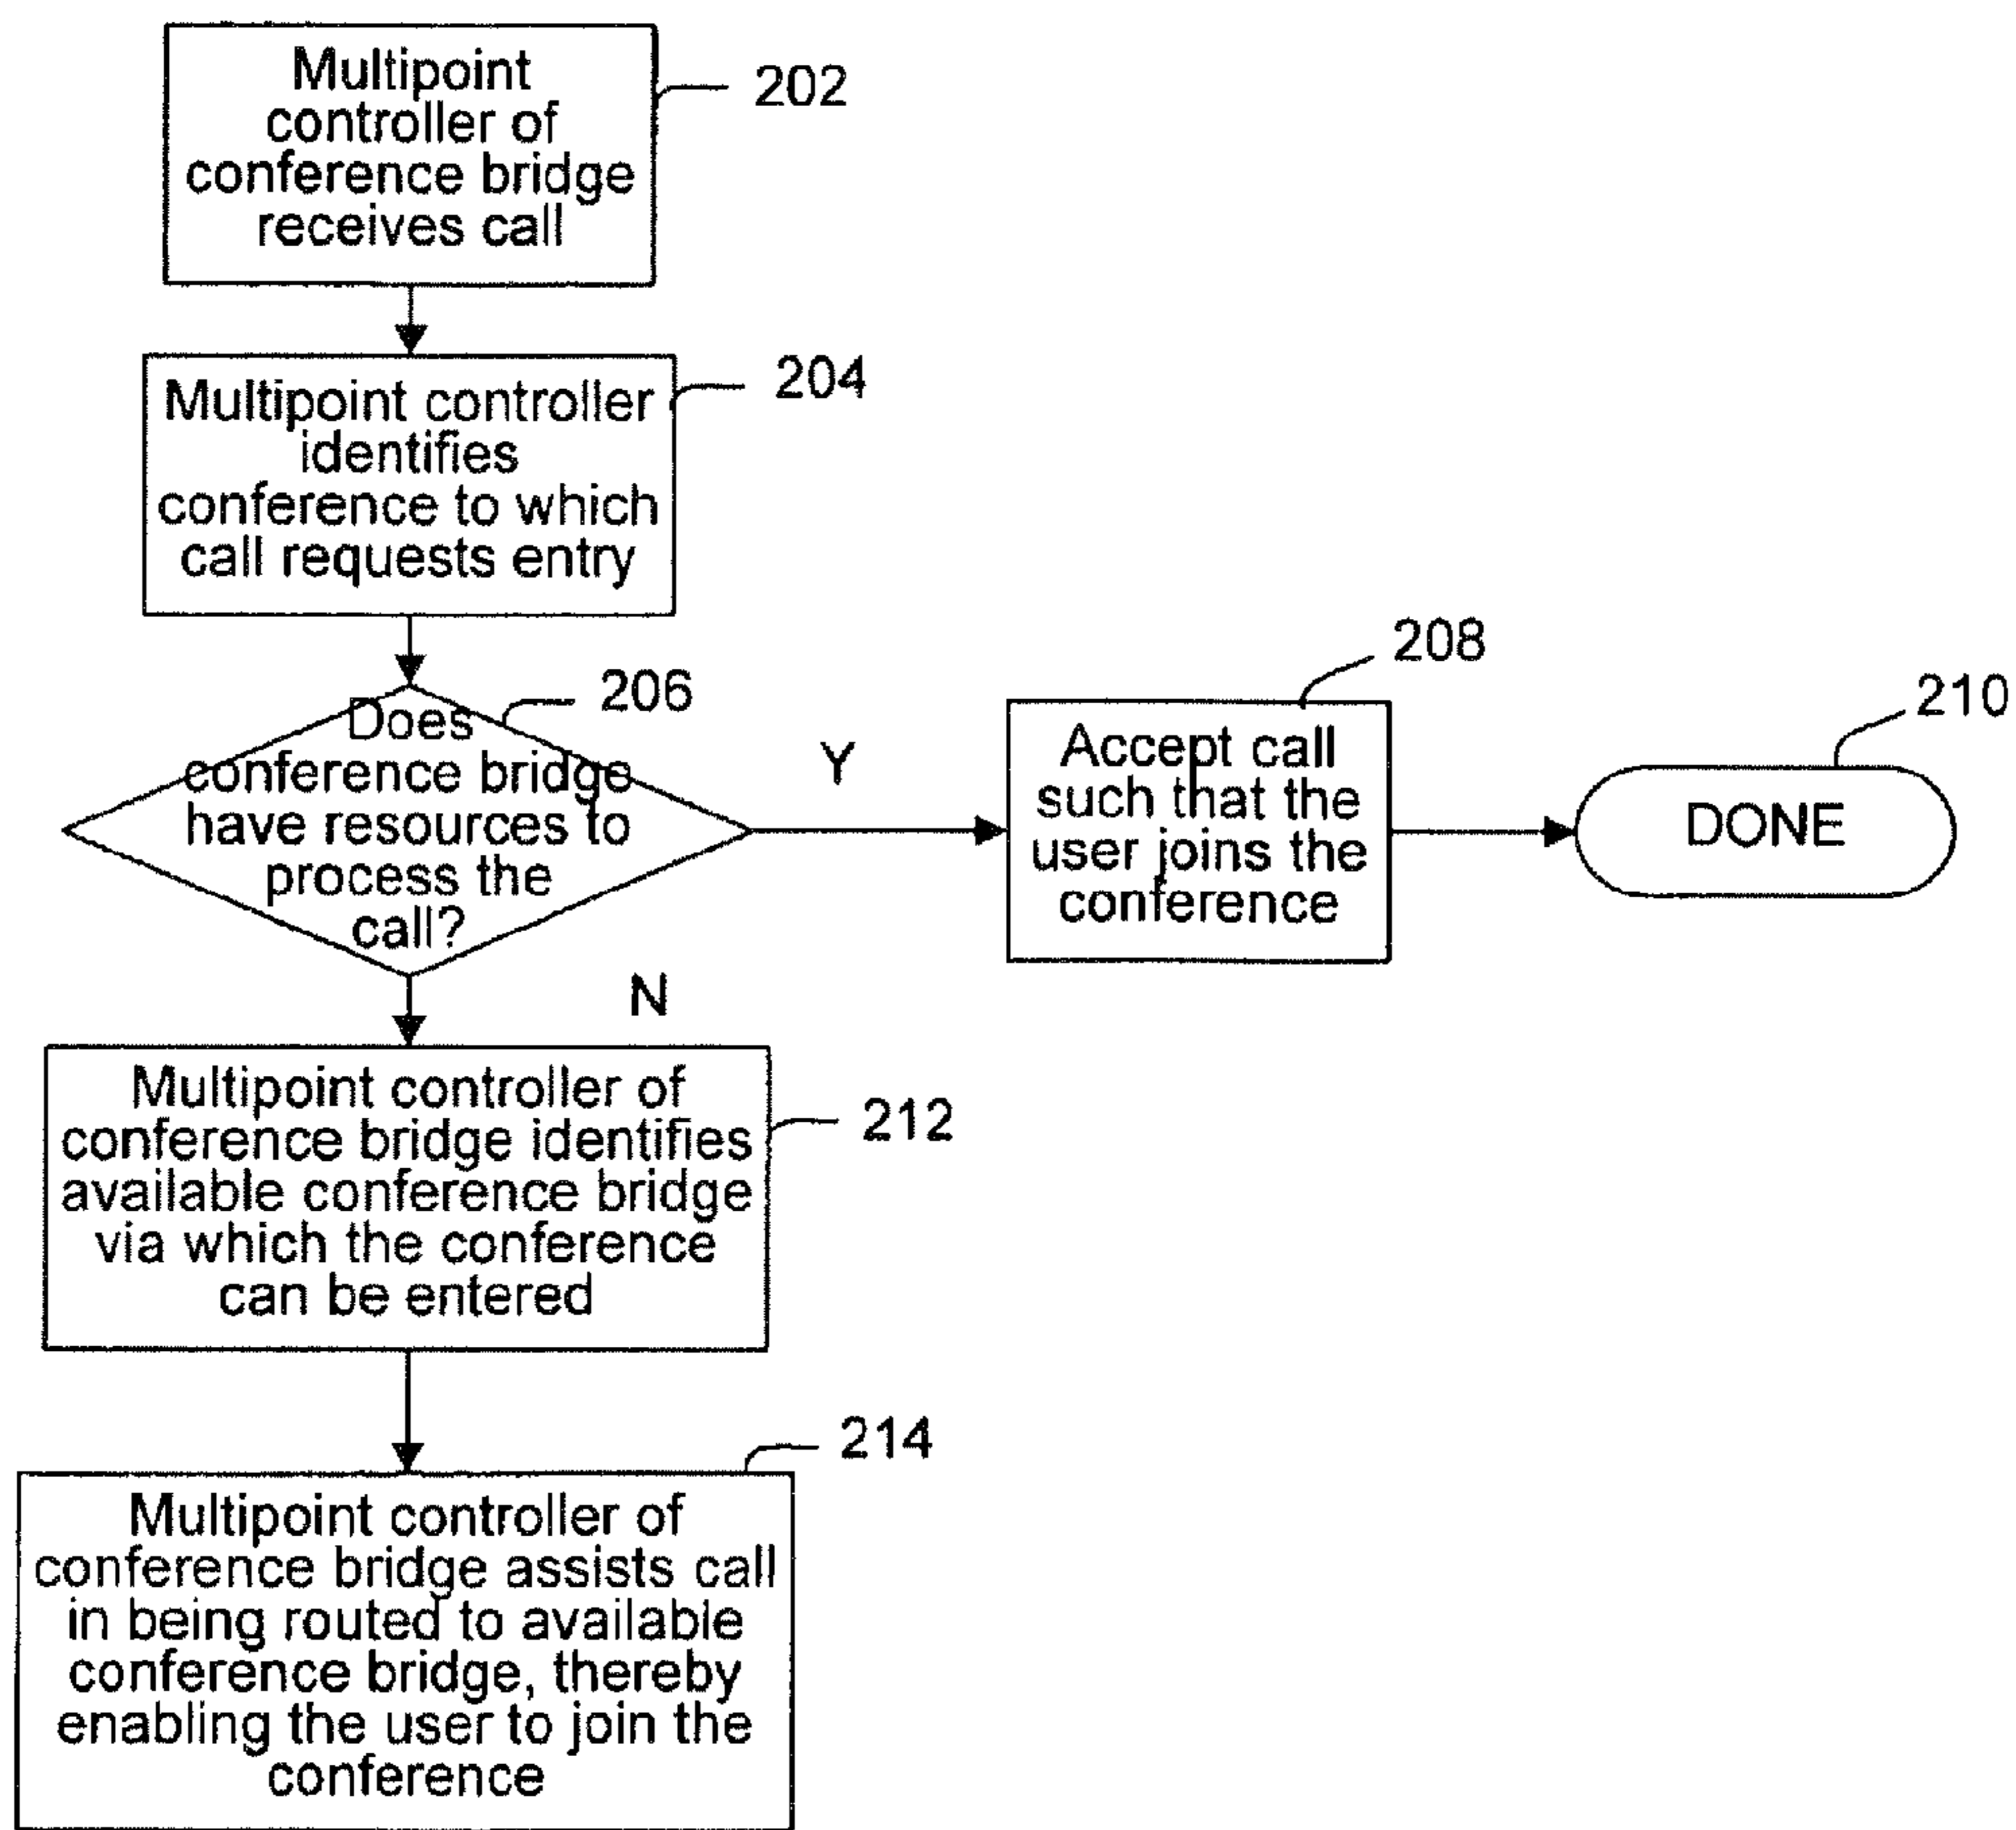 Multipoint
controller of
conference bridge
receives call
202
Multipoint controller
identifies
conference to which
call requests entry
204
Does
conference bridge
have resources to
process the
call?
206
Y
N
Accept call
such that the
user joins the
conference
208
DONE
210
Multipoint controller of
conference bridge identifies
available conference bridge
via which the conference
can be entered
212
Multipoint controller of
conference bridge assists call
in being routed to available
conference bridge, thereby
enabling the user to join the
conference
214